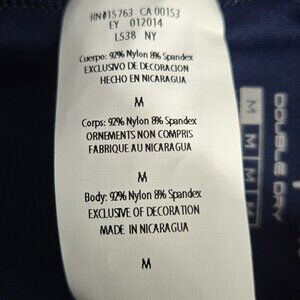 RN#15763 CA 00153
EY 012014
LS38 NY
Cuerpo: 92% Nylon 8% Spandex
EXCLUSIVO DE DECORACION
HECHO EN NICARAGUA
M
Corps: 92% Nylon 8% Spandex
ORNEMENTS NON COMPRIS
FABRIQUE AU NICARAGUA
M
Body: 92% Nylon 8% Spandex
EXCLUSIVE OF DECORATION
MADE IN NICARAGUA
M
DOUBLE DRY
M M M